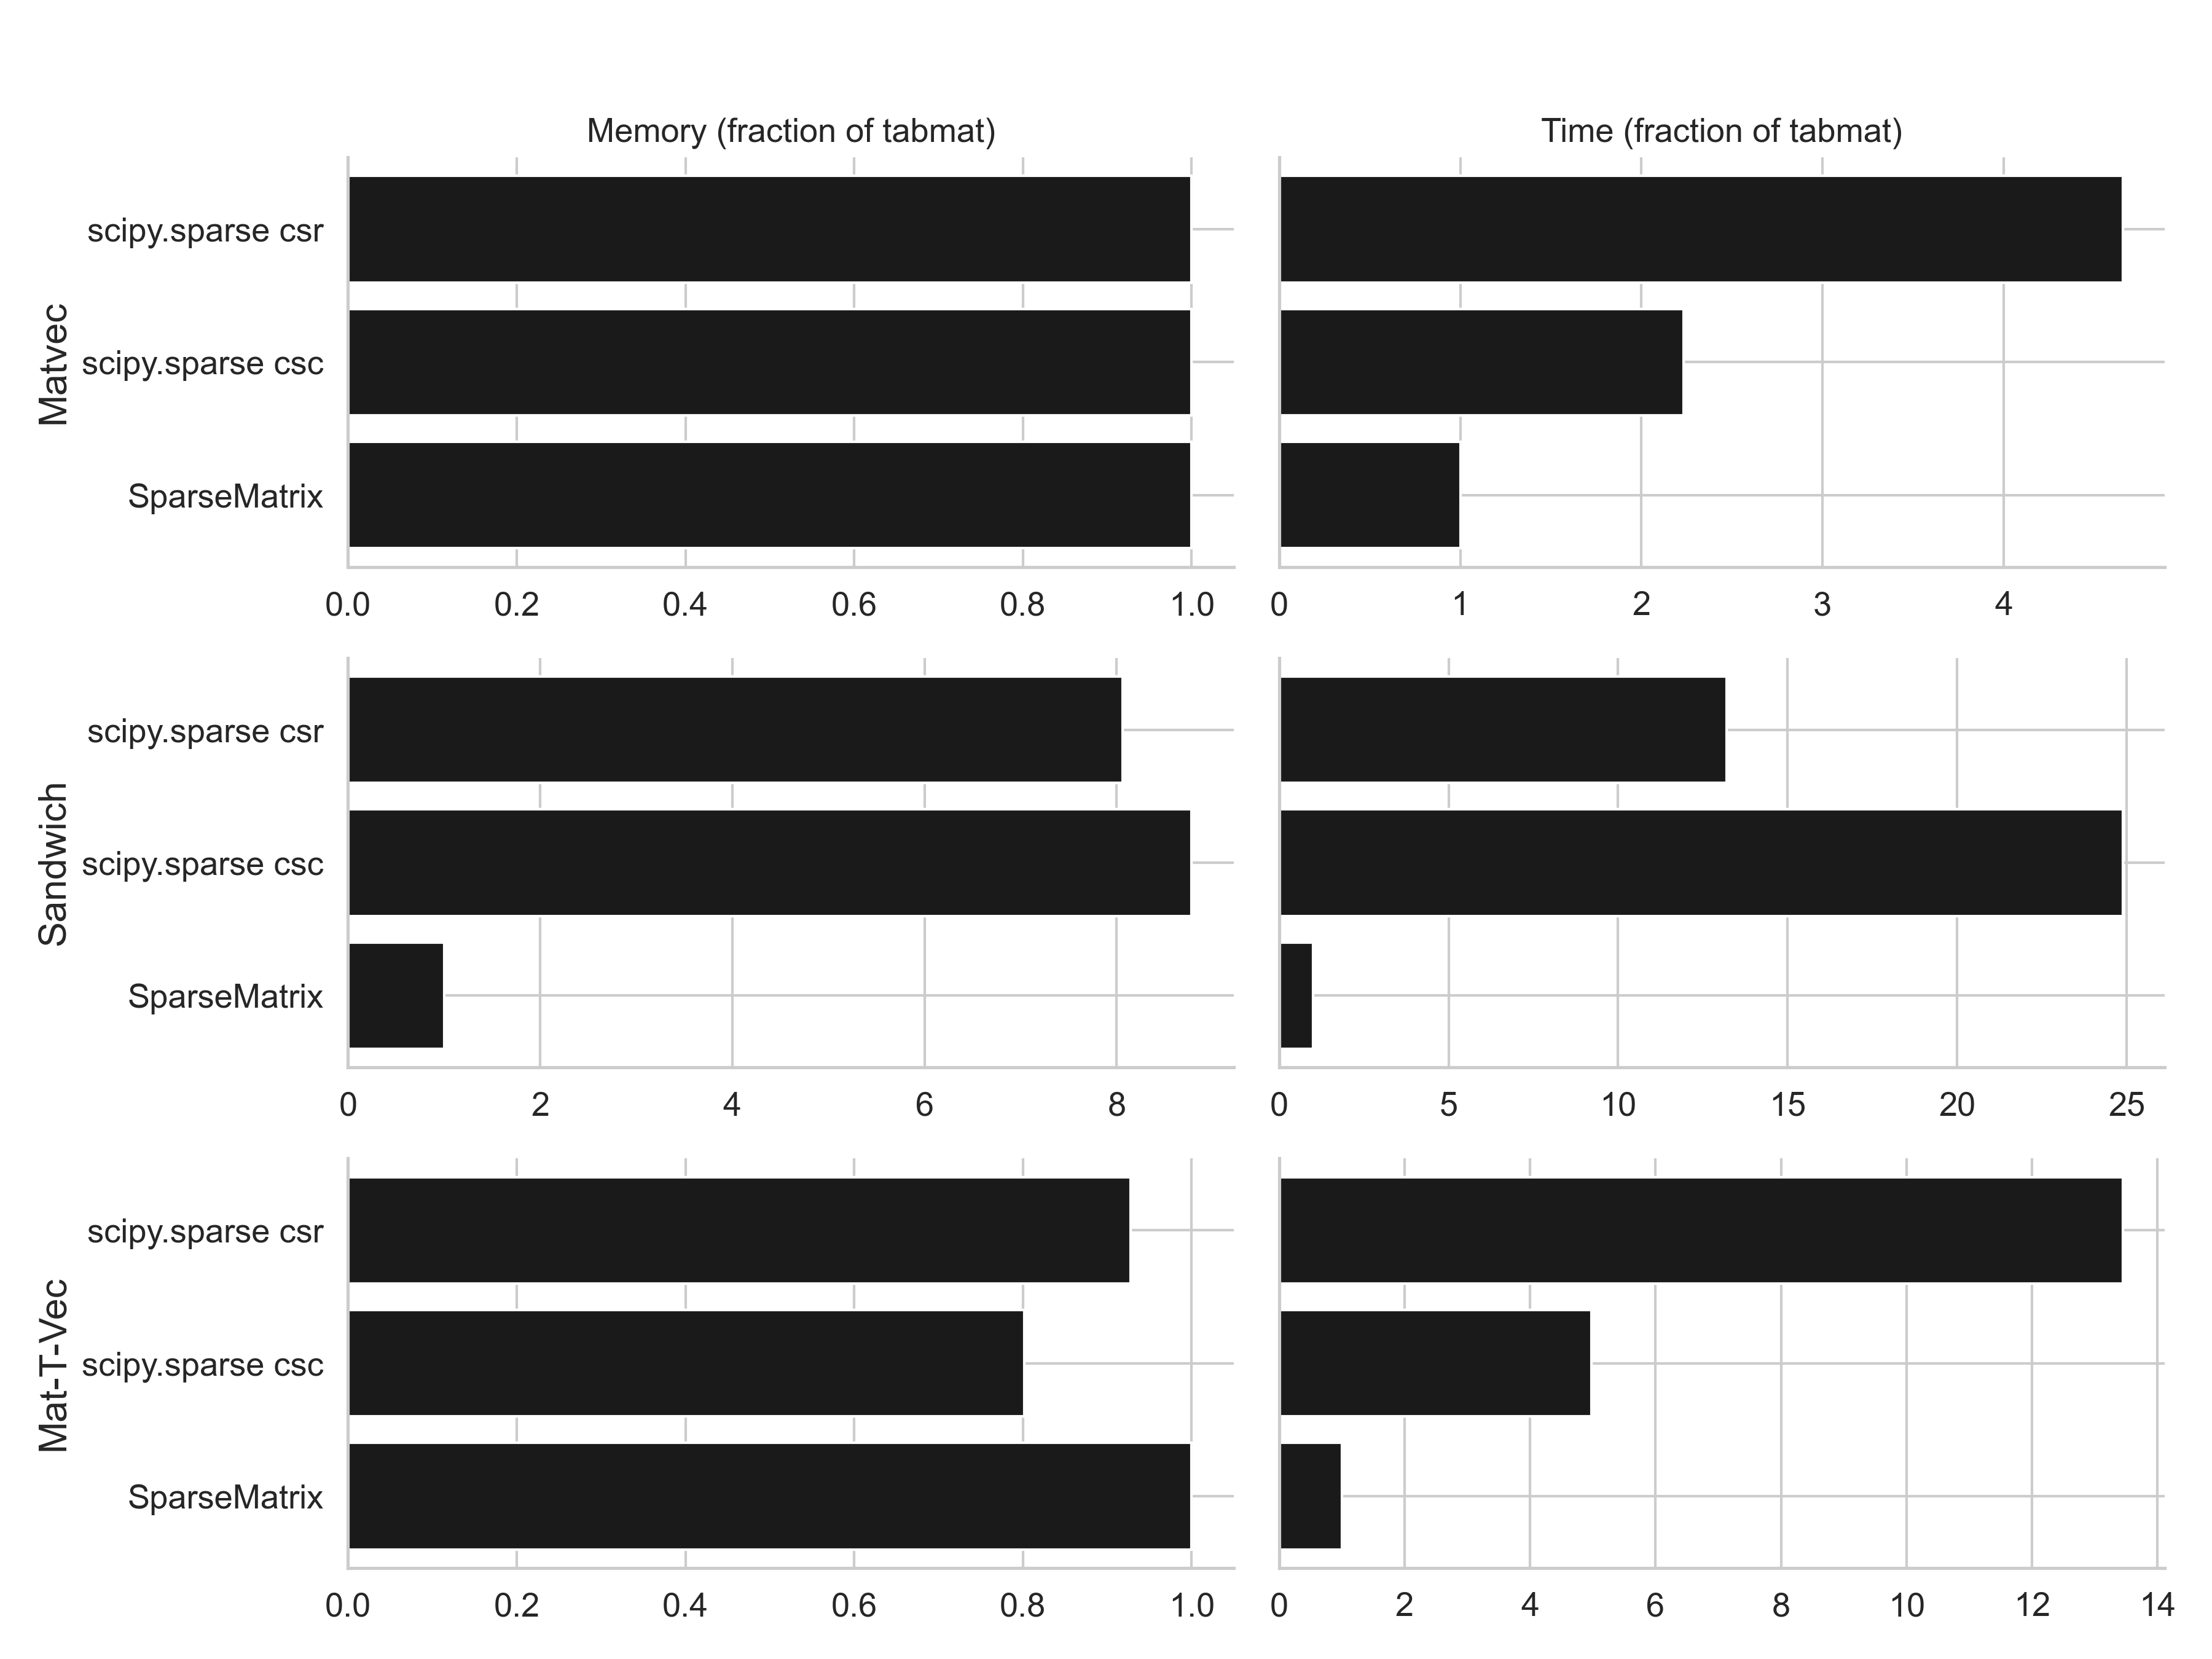 Memory (fraction of tabmat)
Time (fraction of tabmat)
Matvec
scipy.sparse csr
scipy.sparse csc
SparseMatrix
0.0 0.2 0.4 0.6 0.8 1.0
0 1 2 3 4
Sandwich
scipy.sparse csr
scipy.sparse csc
SparseMatrix
0 2 4 6 8
0 5 10 15 20 25
Mat-T-Vec
scipy.sparse csr
scipy.sparse csc
SparseMatrix
0.0 0.2 0.4 0.6 0.8 1.0
0 2 4 6 8 10 12 14